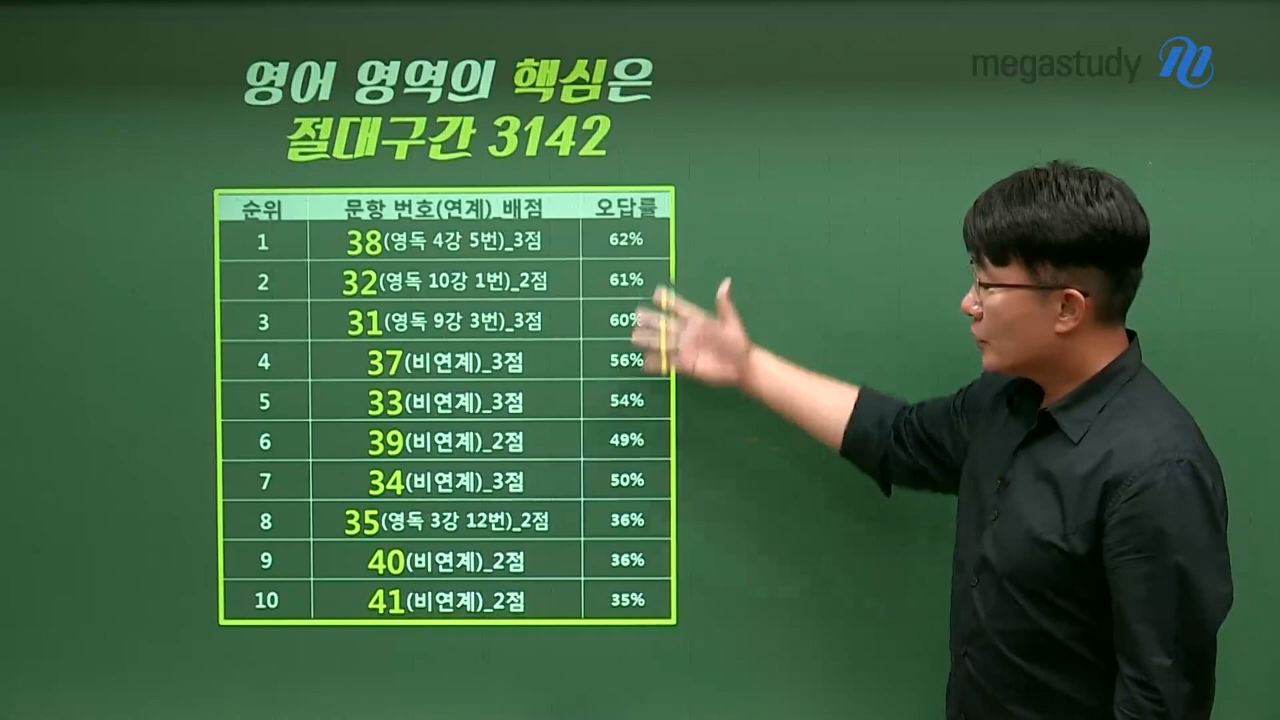 megastudy
영어 영역의 핵심은
절대구간 3142
순위 문항 번호(연계)_배점 오답률
1 38(영독 4강 5번)_3점 62%
2 32(영독 10강 1번)_2점 61%
3 31(영독 9강 3번)_3점 60%
4 37(비연계)_3점 56%
5 33(비연계)_3점 54%
6 39(비연계)_2점 49%
7 34(비연계)_3점 50%
8 35(영독 3강 12번)_2점 36%
9 40(비연계)_2점 36%
10 41(비연계)_2점 35%